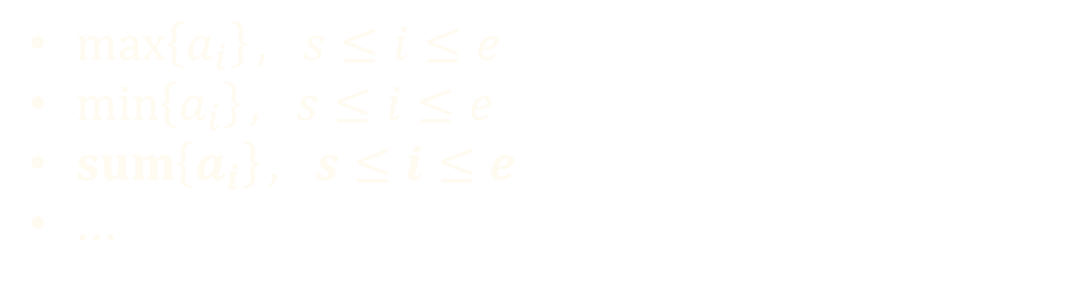 • max{aᵢ}, s ≤ i ≤ e
• min{aᵢ}, s ≤ i ≤ e
• sum{aᵢ}, s ≤ i ≤ e
• ...